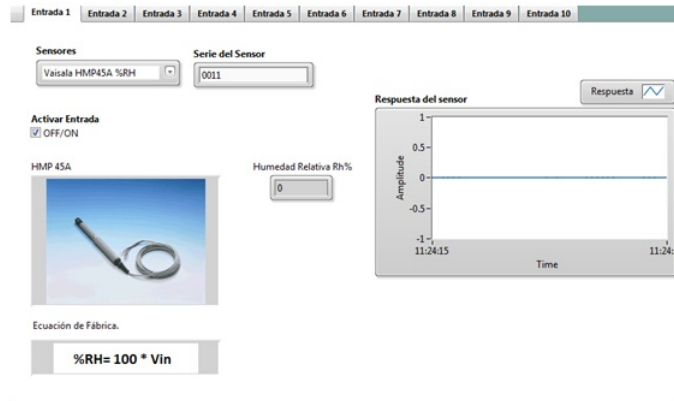 Entrada 1 Entrada 2 Entrada 3 Entrada 4 Entrada 5 Entrada 6 Entrada 7 Entrada 8 Entrada 9 Entrada 10
Sensores
Vaisala HMP45A %RH
Serie del Sensor
0011
Activar Entrada
OFF/ON
HMP 45A
Humedad Relativa Rh%
0
Ecuación de Fábrica.
%RH= 100 * Vin
Respuesta del sensor
Respuesta
Amplitude
1
0.5
0
-0.5
-1
11:24:15
11:24:
Time